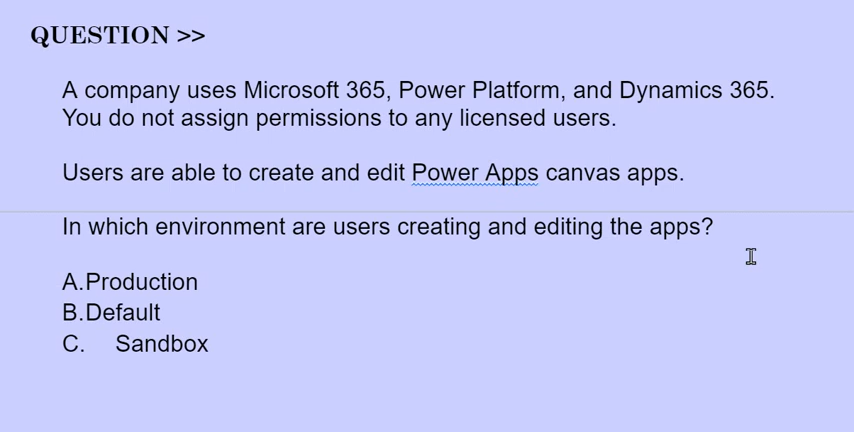 QUESTION >>
A company uses Microsoft 365, Power Platform, and Dynamics 365.
You do not assign permissions to any licensed users.
Users are able to create and edit Power Apps canvas apps.
In which environment are users creating and editing the apps?
A.Production
B.Default
C. Sandbox